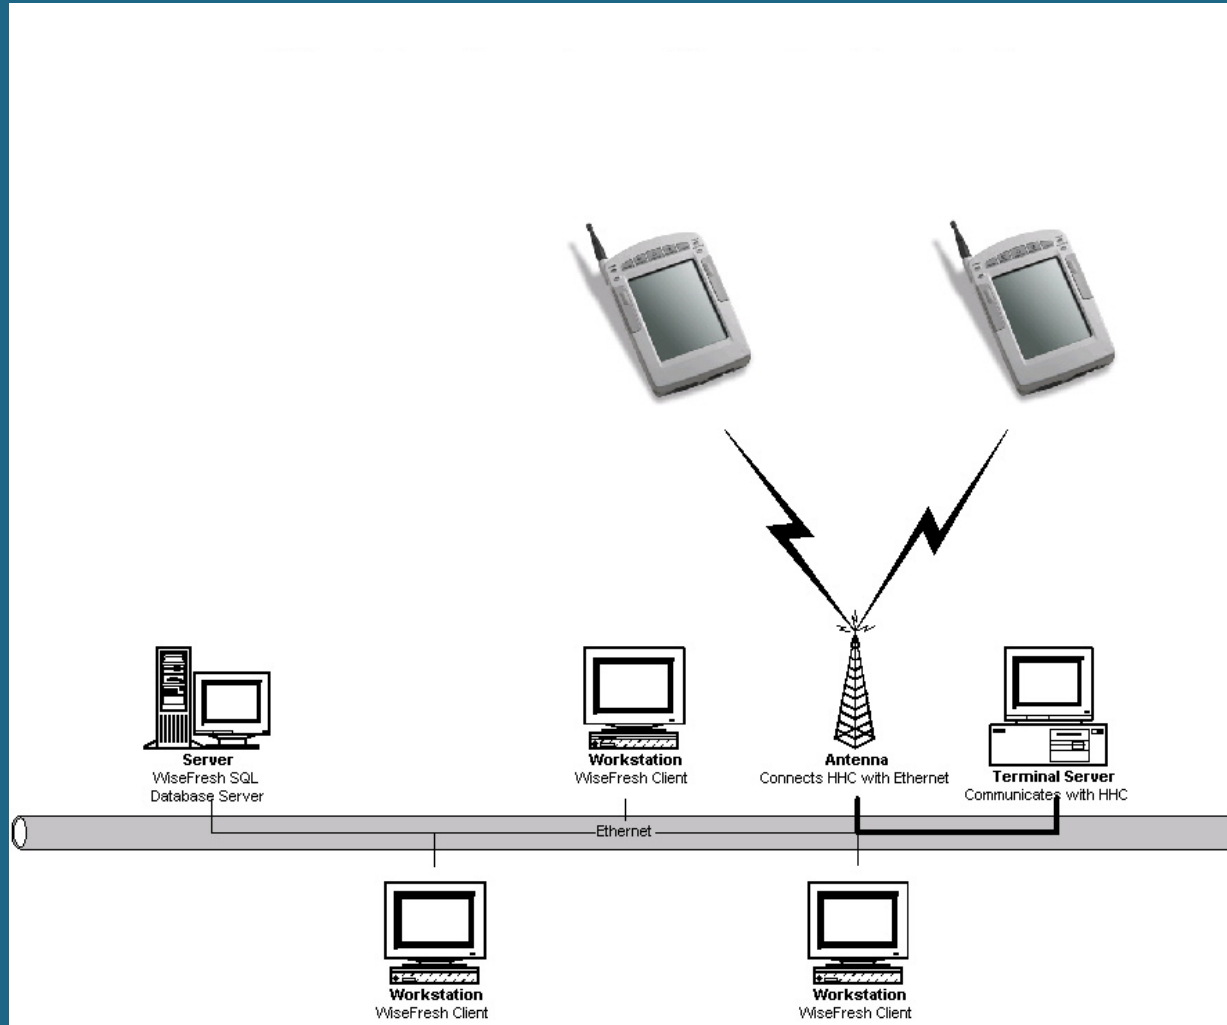 Server
WiseFresh SQL
Database Server
Workstation
WiseFresh Client
Antenna
Connects HHC with Ethernet
Terminal Server
Communicates with HHC
Ethernet
Workstation
WiseFresh Client
Workstation
WiseFresh Client